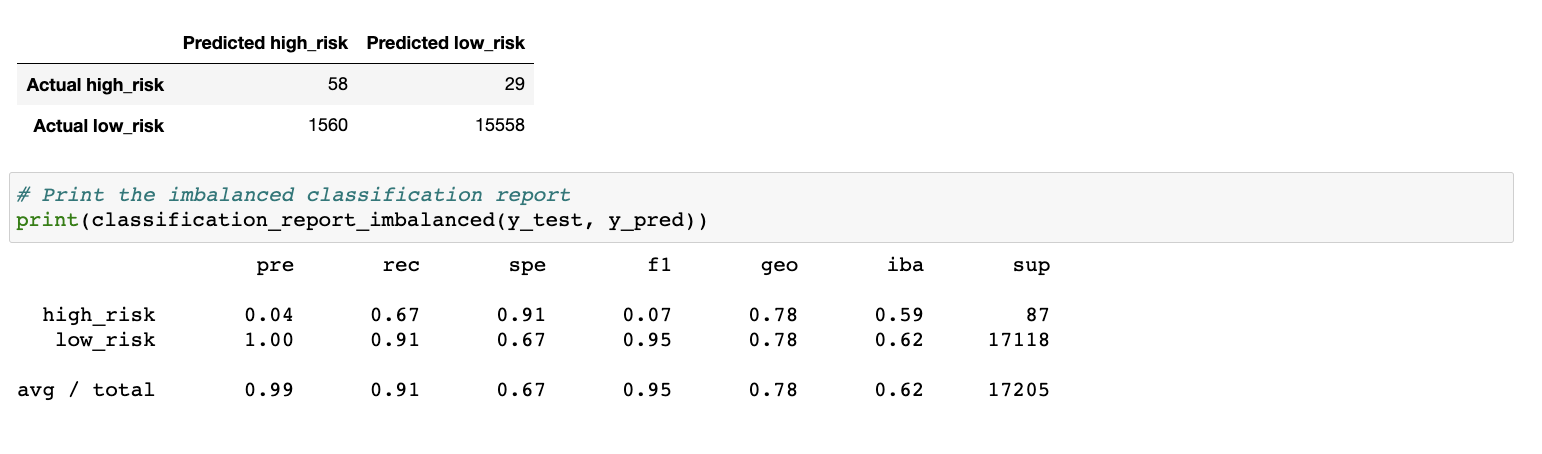 Predicted high_risk Predicted low_risk
Actual high_risk 58 29
Actual low_risk 1560 15558
# Print the imbalanced classification report
print(classification_report_imbalanced(y_test, y_pred))
pre rec spe f1 geo iba sup
high_risk 0.04 0.67 0.91 0.07 0.78 0.59 87
low_risk 1.00 0.91 0.67 0.95 0.78 0.62 17118
avg / total 0.99 0.91 0.67 0.95 0.78 0.62 17205